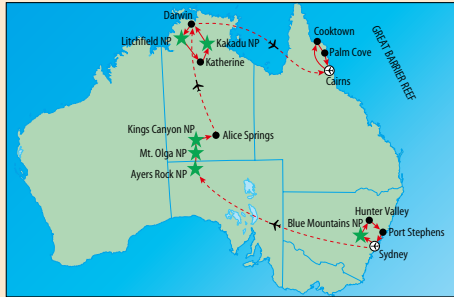 Darwin
Cooktown
Litchfield NP
Kakadu NP
Palm Cove
GREAT BARRIER REEF
Katherine
Cairns
Kings Canyon NP
Alice Springs
Mt. Olga NP
Ayers Rock NP
Hunter Valley
Blue Mountains NP
Port Stephens
Sydney